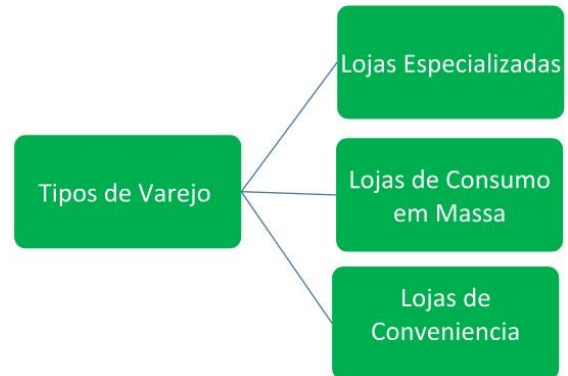 Tipos de Varejo
Lojas Especializadas
Lojas de Consumo
em Massa
Lojas de
Conveniencia